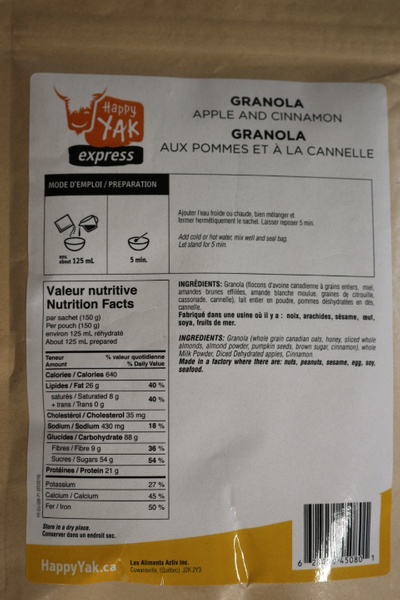 Happy
YAK
express
GRANOLA
APPLE AND CINNAMON
GRANOLA
AUX POMMES ET À LA CANNELLE
MODE D'EMPLOI / PREPARATION
about 125 mL
5 min.
Ajouter l'eau froide ou chaude, bien mélanger et
fermer hermétiquement le sachet. Laisser reposer 5 min.
Add cold or hot water, mix well and seal bag.
Let stand for 5 min.
Valeur nutritive
Nutrition Facts
par sachet (150 g)
Per pouch (150 g)
environ 125 mL réhydraté
About 125 mL prepared
Teneur % valeur quotidienne
Amount % Daily Value
Calories / Calories 640
Lipides / Fat 26 g 40 %
saturés / Saturated 8 g
+ trans / Trans 0 g 40 %
Cholestérol / Cholesterol 35 mg
Sodium / Sodium 430 mg 18 %
Glucides / Carbohydrate 88 g
Fibres / Fibre 9 g 36 %
Sucres / Sugars 54 g 54 %
Protéines / Protein 21 g
Potassium 27 %
Calcium / Calcium 45 %
Fer / Iron 50 %
INGRÉDIENTS: Granola (flocons d'avoine canadienne à grains entiers, miel,
amandes brunes effilées, amande blanche moulue, graines de citrouille,
cassonade, cannelle), lait entier en poudre, pommes déshydratées en dés,
cannelle.
Fabriqué dans une usine où il y a : noix, arachides, sésame, œuf,
soya, fruits de mer.
INGREDIENTS: Granola (whole grain canadian oats, honey, sliced whole
almonds, almond powder, pumpkin seeds, brown sugar, cinnamon), whole
Milk Powder, Diced Dehydrated apples, Cinnamon.
Made in a factory where there are: nuts, peanuts, sesame, egg, soy,
seafood.
Store in a dry place.
Conserver dans un endroit sec.
HappyYak.ca
Les Aliments Activ Inc.
Cowansville, (Québec) J2K 2Y3